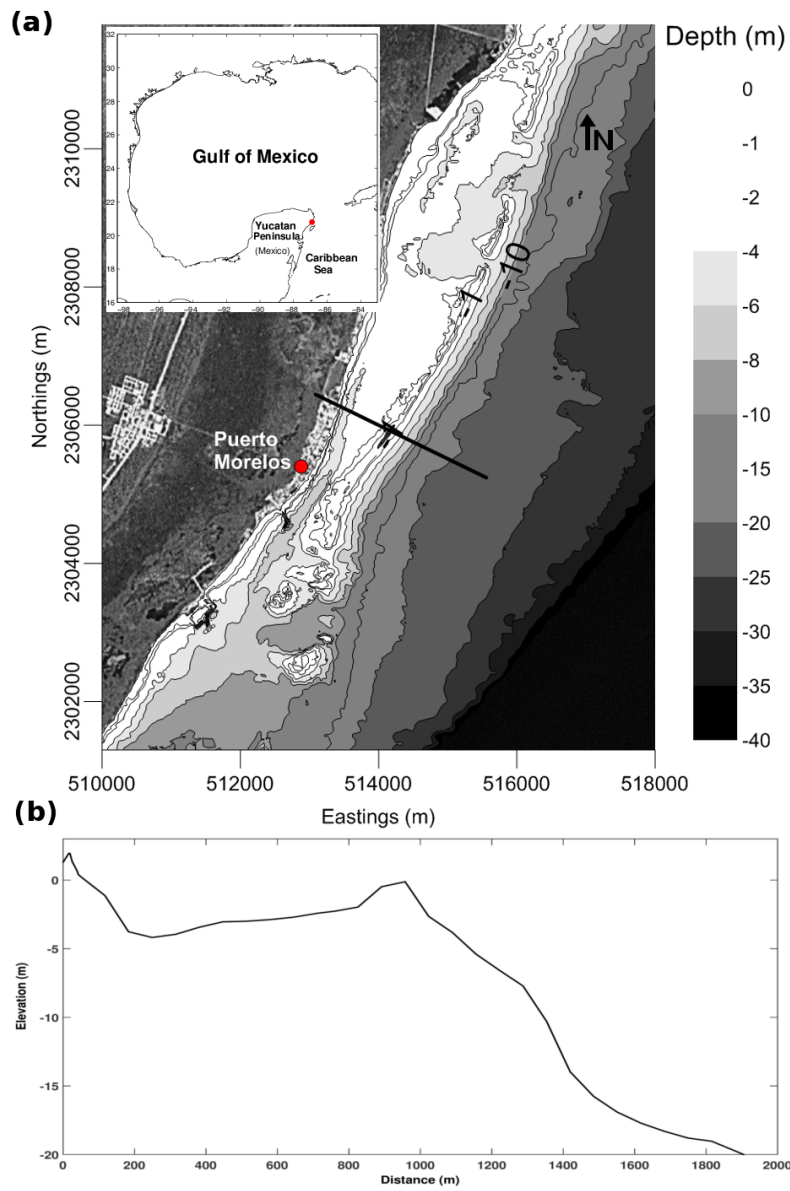 (a)
Depth (m)
0
-1
-2
-4
-6
-8
-10
-15
-20
-25
-30
-35
-40
32
30
28
26
24
22
20
18
16
−98
−96
−94
−92
−90
−88
−86
−84
Gulf of Mexico
Yucatan
Peninsula
(Mexico)
Caribbean
Sea
N
-10
-1
Puerto
Morelos
Northings (m)
2310000
2308000
2306000
2304000
2302000
510000 512000 514000 516000 518000
Eastings (m)
(b)
Elevation (m)
0
-5
-10
-15
-20
0 200 400 600 800 1000 1200 1400 1600 1800 2000
Distance (m)